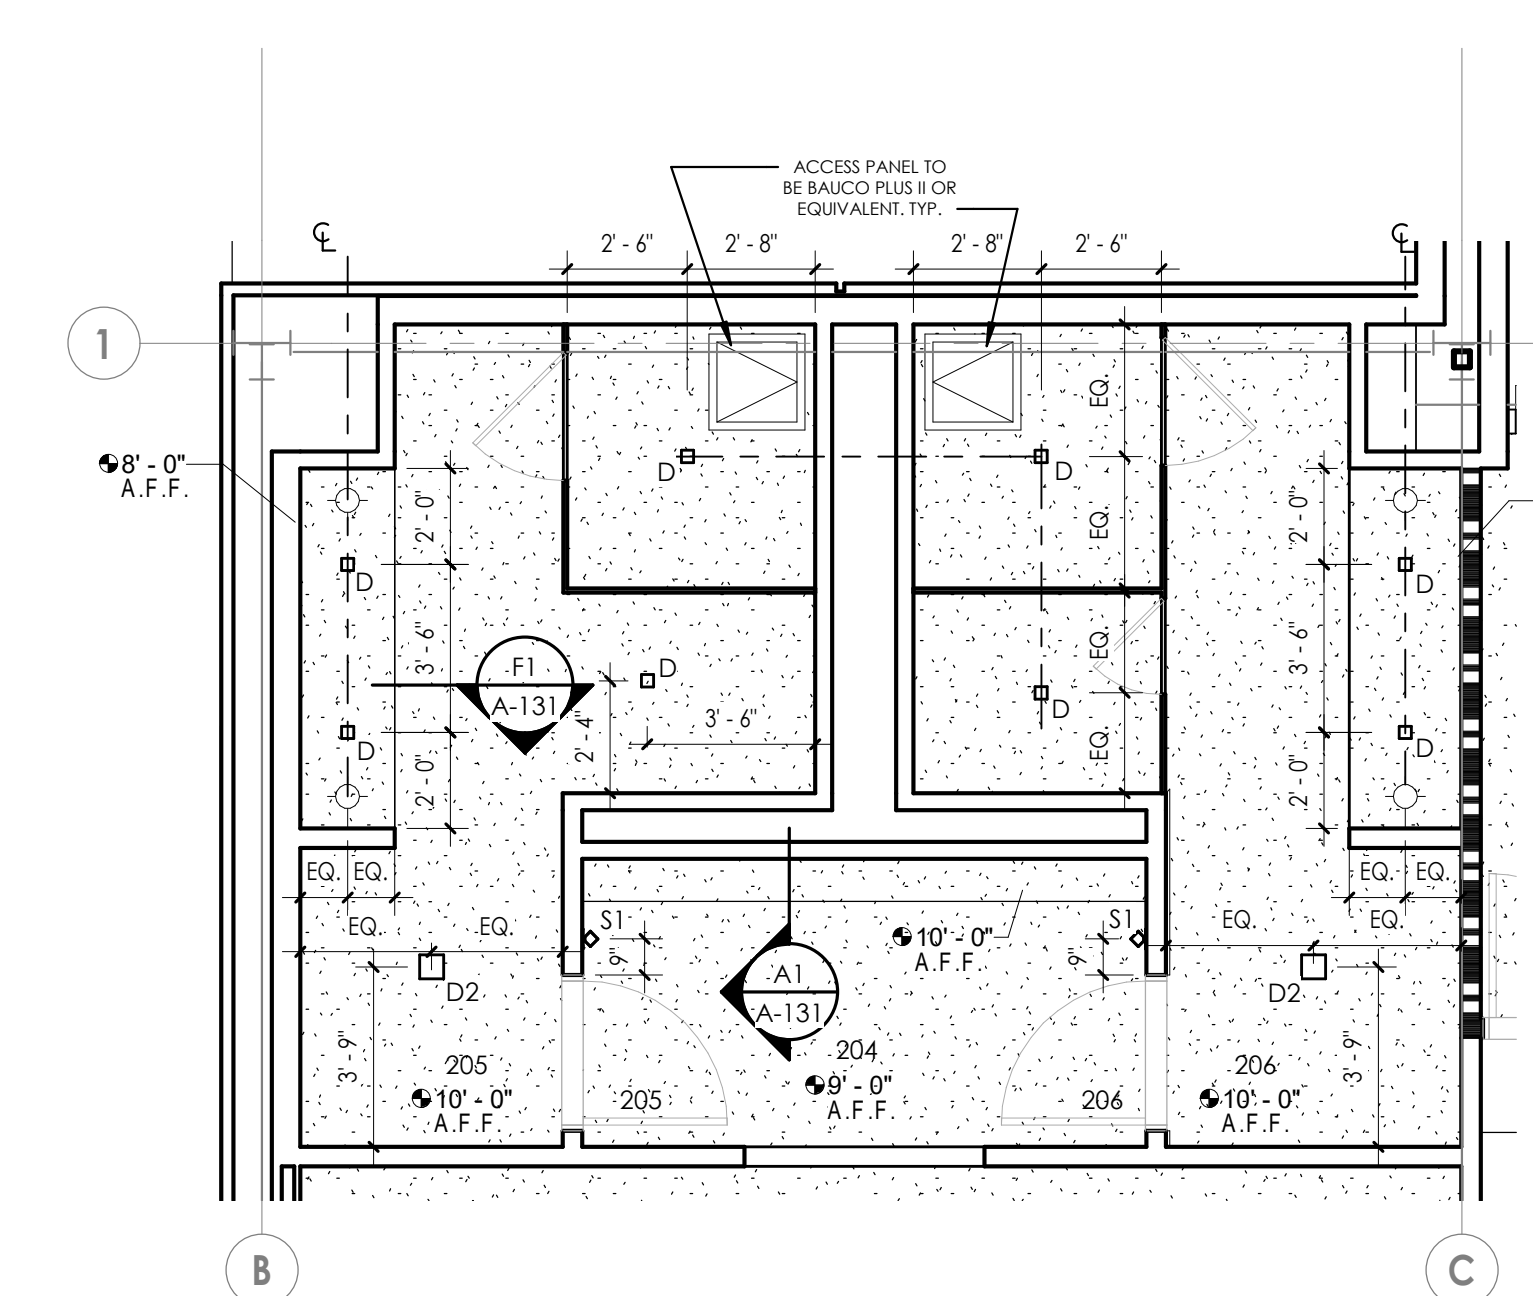 ACCESS PANEL TO
BE BAUCO PLUS II OR
EQUIVALENT. TYP.
℄
℄
2' - 6"
2' - 8"
2' - 8"
2' - 6"
1
EQ.
8' - 0"
A.F.F.
D
D
2' - 0"
EQ.
2' - 0"
D
D
3' - 6"
F1
A-131
D
EQ.
3' - 6"
3' - 6"
D
2' - 4"
D
EQ.
D
2' - 0"
2' - 0"
EQ.
EQ.
EQ.
EQ.
EQ.
EQ.
S1
S1
EQ.
EQ.
9"
10' - 0"
A.F.F.
9"
A1
A-131
D2
D2
3' - 9"
205
10' - 0"
A.F.F.
205
204
9' - 0"
A.F.F.
206
206
10' - 0"
A.F.F.
3' - 9"
B
C